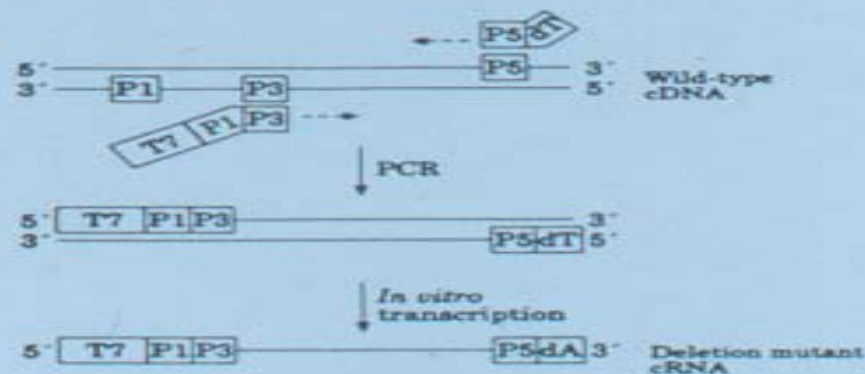 P5 dT
5´ P5 3´ Wild-type
3´ P1 P3 5´ cDNA
T7 P1 P3
PCR
5´ T7 P1 P3 3´
3´ P5 dT 5´
In vitro
transcription
5´ T7 P1 P3 P5 dA 3´ Deletion mutant
cRNA